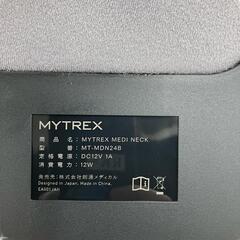 MYTREX
商品名：MYTREX MEDI NECK
型番：MT-MDN24B
定格電源：DC12V 1A
消費電力：12W
発売元：株式会社創通メディカル
Designed in Japan, Made in China.